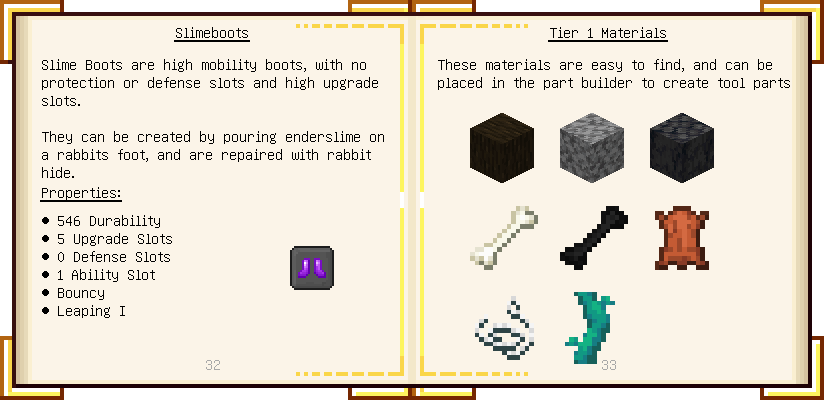 Slimeboots
Slime Boots are high mobility boots, with no
protection or defense slots and high upgrade
slots.
They can be created by pouring enderslime on
a rabbits foot, and are repaired with rabbit
hide.
Properties:
• 546 Durability
• 5 Upgrade Slots
• 0 Defense Slots
• 1 Ability Slot
• Bouncy
• Leaping I
32
Tier 1 Materials
These materials are easy to find, and can be
placed in the part builder to create tool parts
33